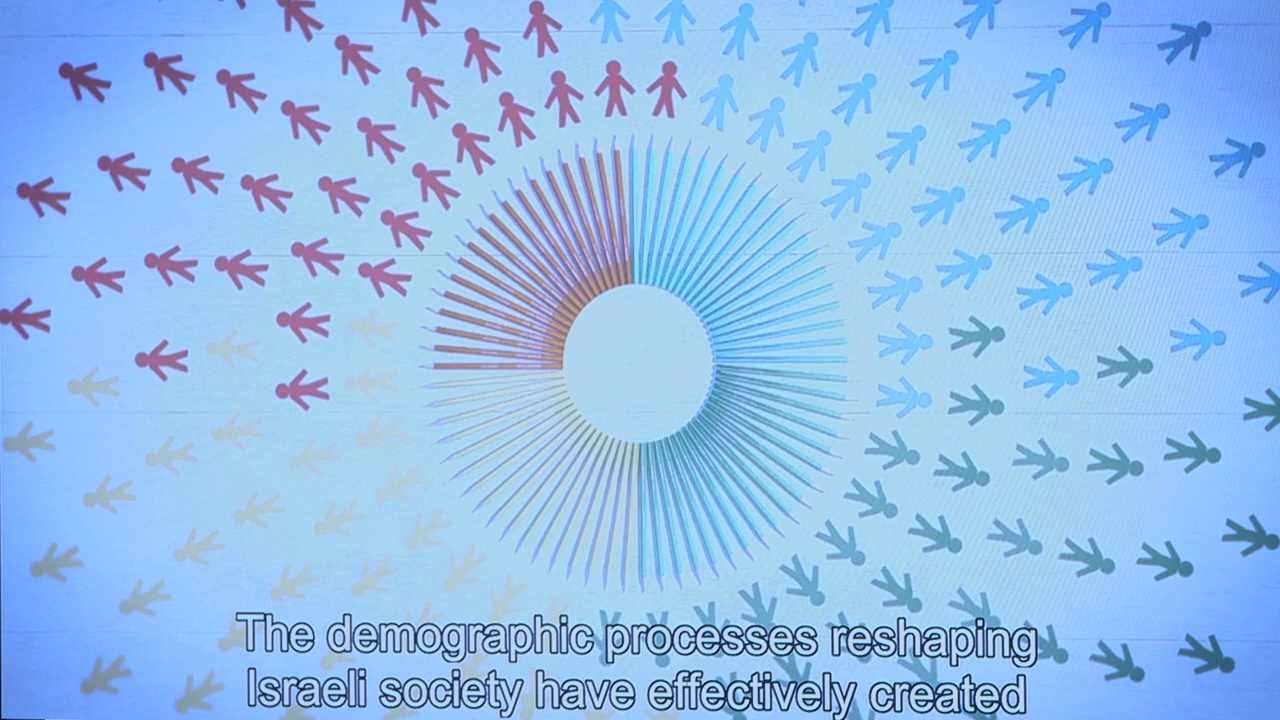 The demographic processes reshaping
Israeli society have effectively created